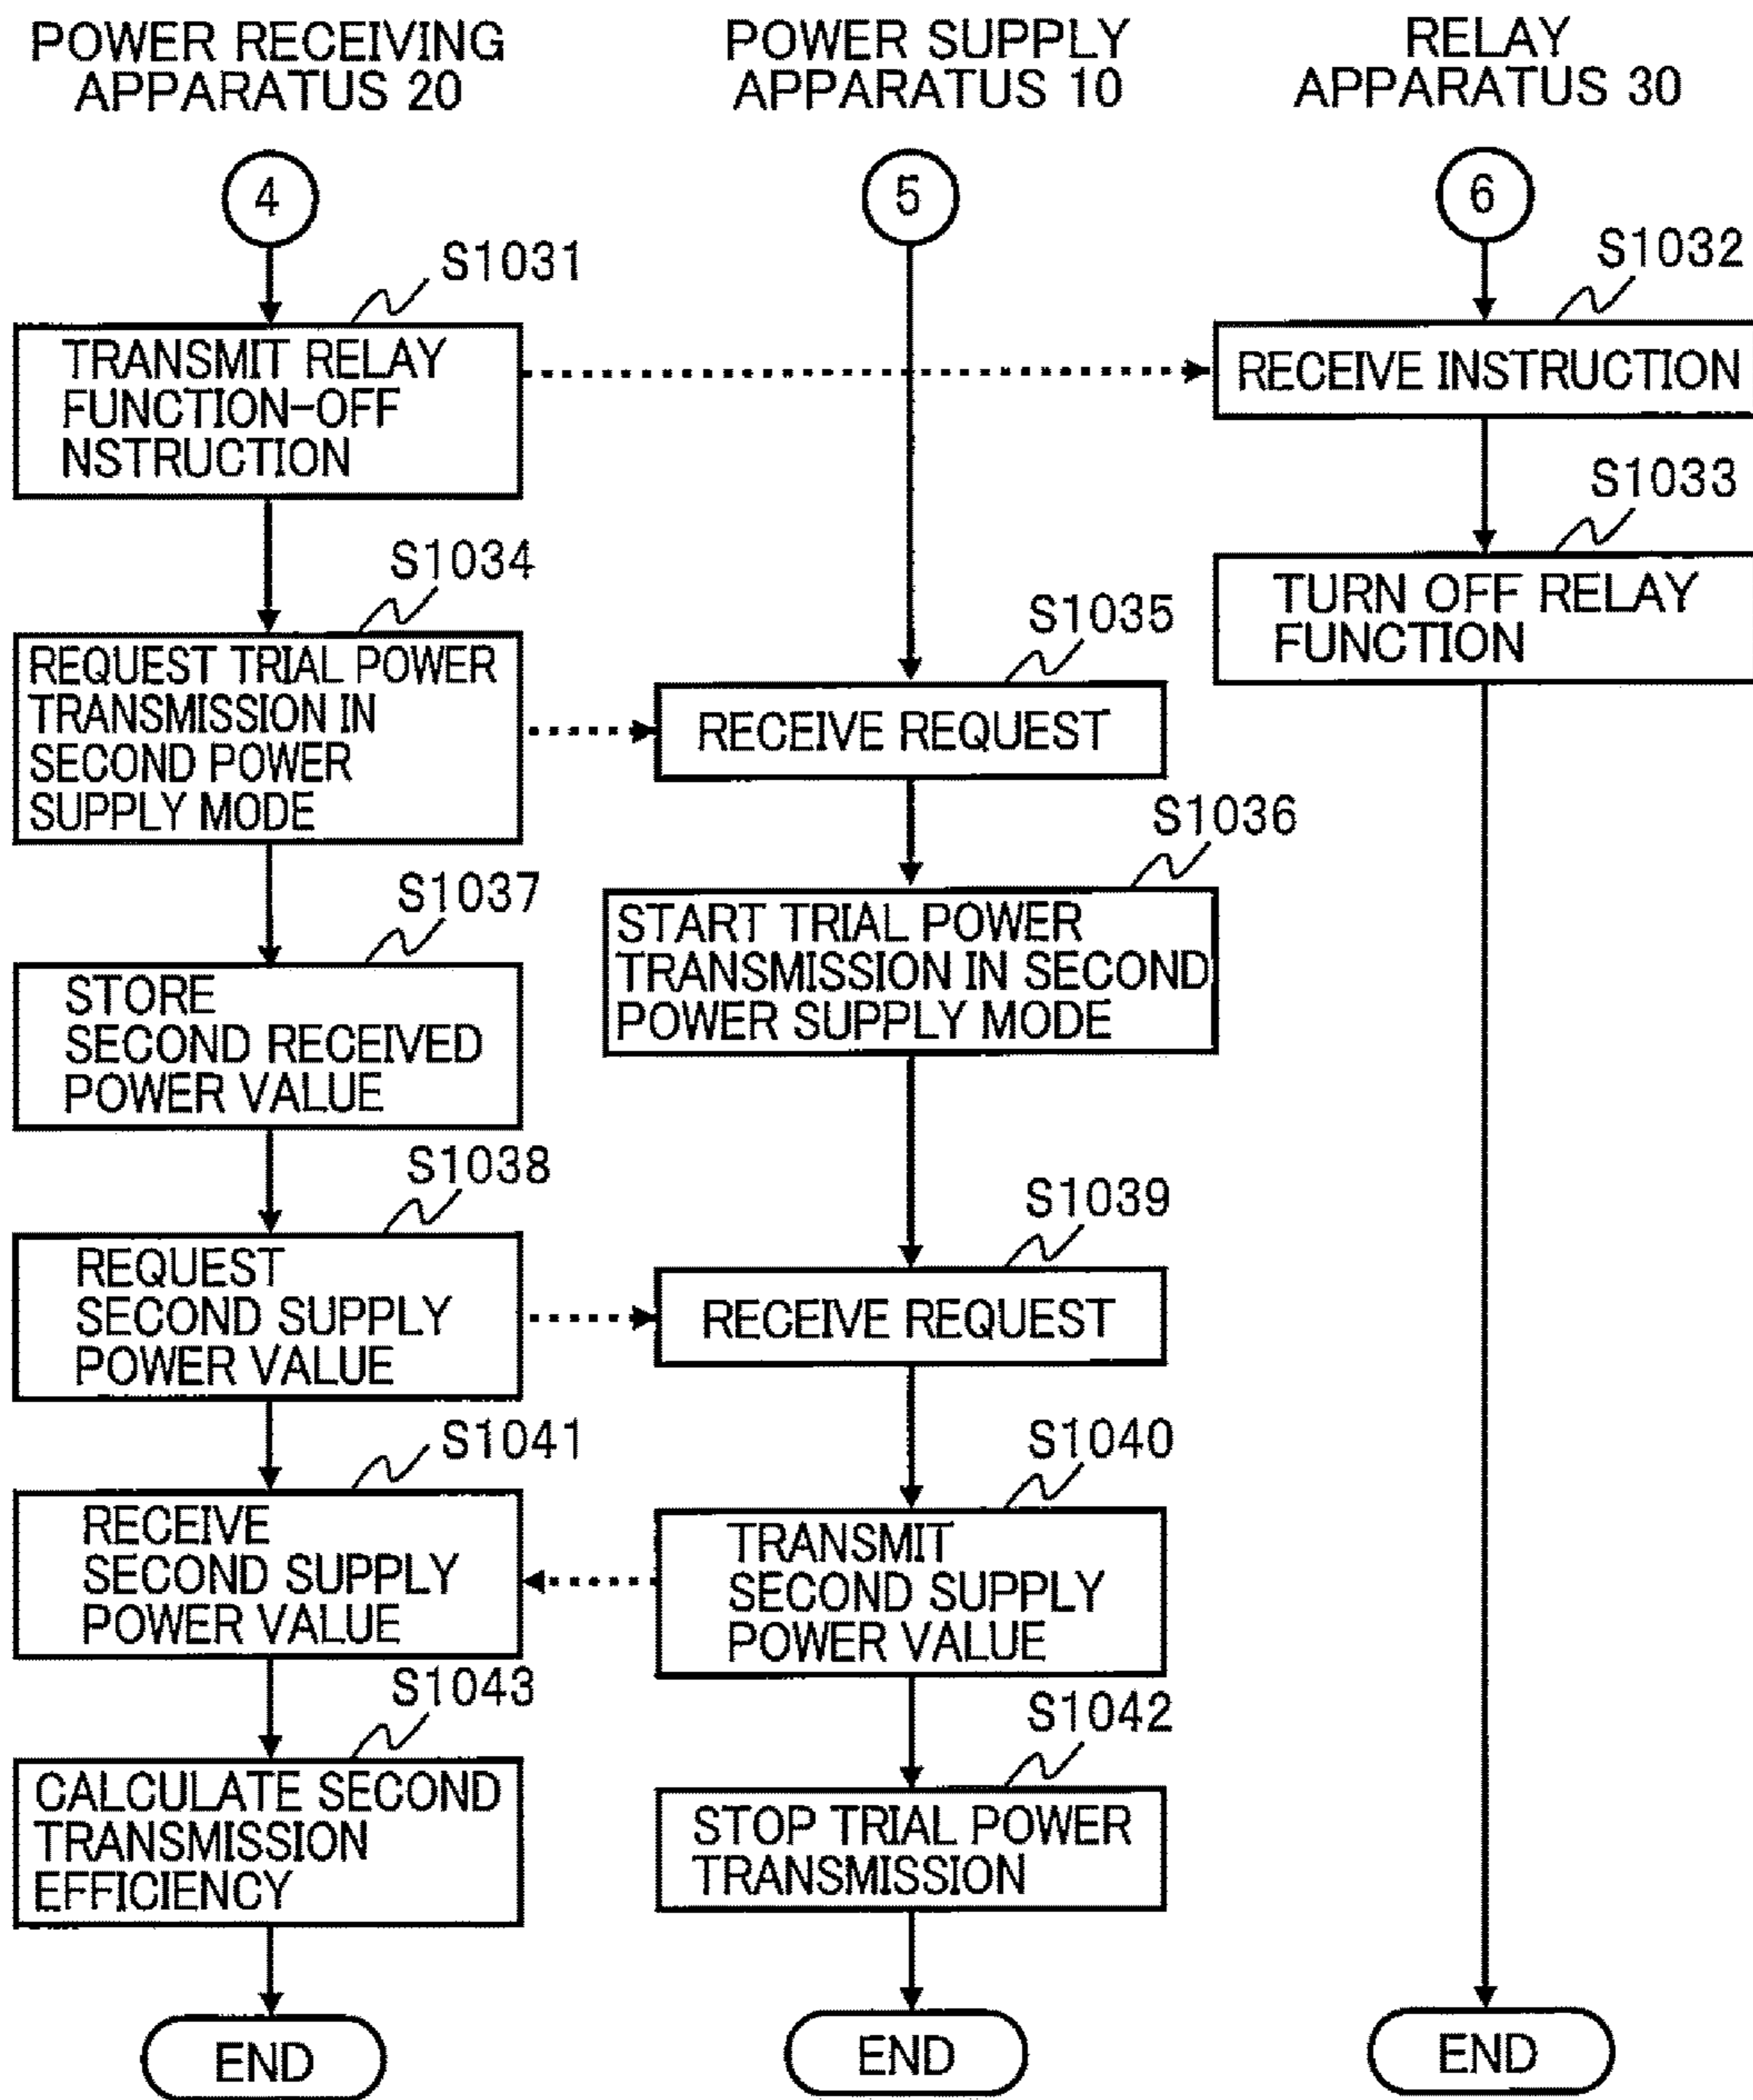 POWER RECEIVING
APPARATUS 20
POWER SUPPLY
APPARATUS 10
RELAY
APPARATUS 30
4
5
6
S1031
TRANSMIT RELAY
FUNCTION-OFF
NSTRUCTION
S1032
RECEIVE INSTRUCTION
S1033
TURN OFF RELAY
FUNCTION
S1034
REQUEST TRIAL POWER
TRANSMISSION IN
SECOND POWER
SUPPLY MODE
S1035
RECEIVE REQUEST
S1036
START TRIAL POWER
TRANSMISSION IN SECOND
POWER SUPPLY MODE
S1037
STORE
SECOND RECEIVED
POWER VALUE
S1038
REQUEST
SECOND SUPPLY
POWER VALUE
S1039
RECEIVE REQUEST
S1041
RECEIVE
SECOND SUPPLY
POWER VALUE
S1040
TRANSMIT
SECOND SUPPLY
POWER VALUE
S1043
CALCULATE SECOND
TRANSMISSION
EFFICIENCY
S1042
STOP TRIAL POWER
TRANSMISSION
END
END
END